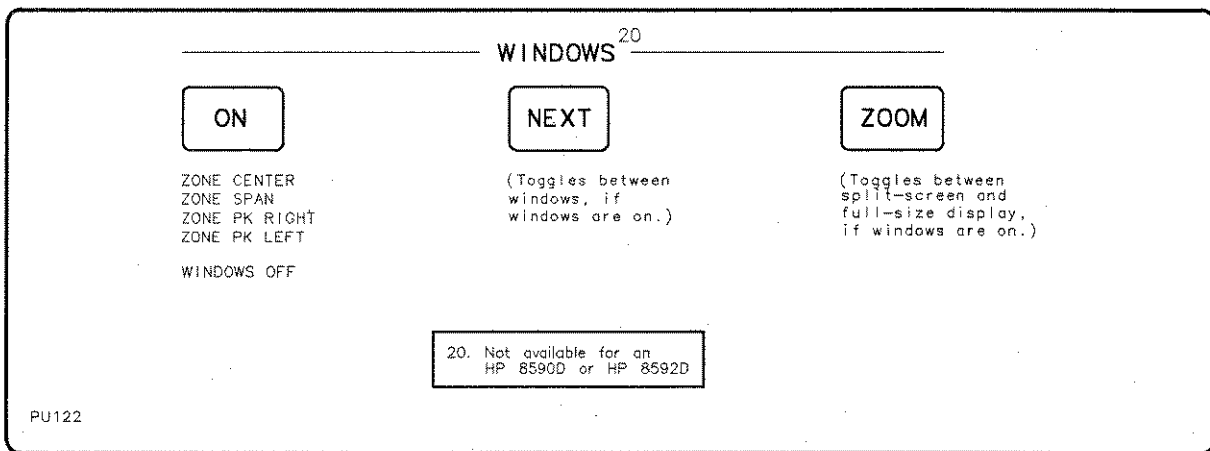 WINDOWS 20
ON
ZONE CENTER
ZONE SPAN
ZONE PK RIGHT
ZONE PK LEFT
WINDOWS OFF
NEXT
(Toggles between
windows, if
windows are on.)
ZOOM
(Toggles between
split-screen and
full-size display,
if windows are on.)
20. Not available for an
HP 8590D or HP 8592D
PU122